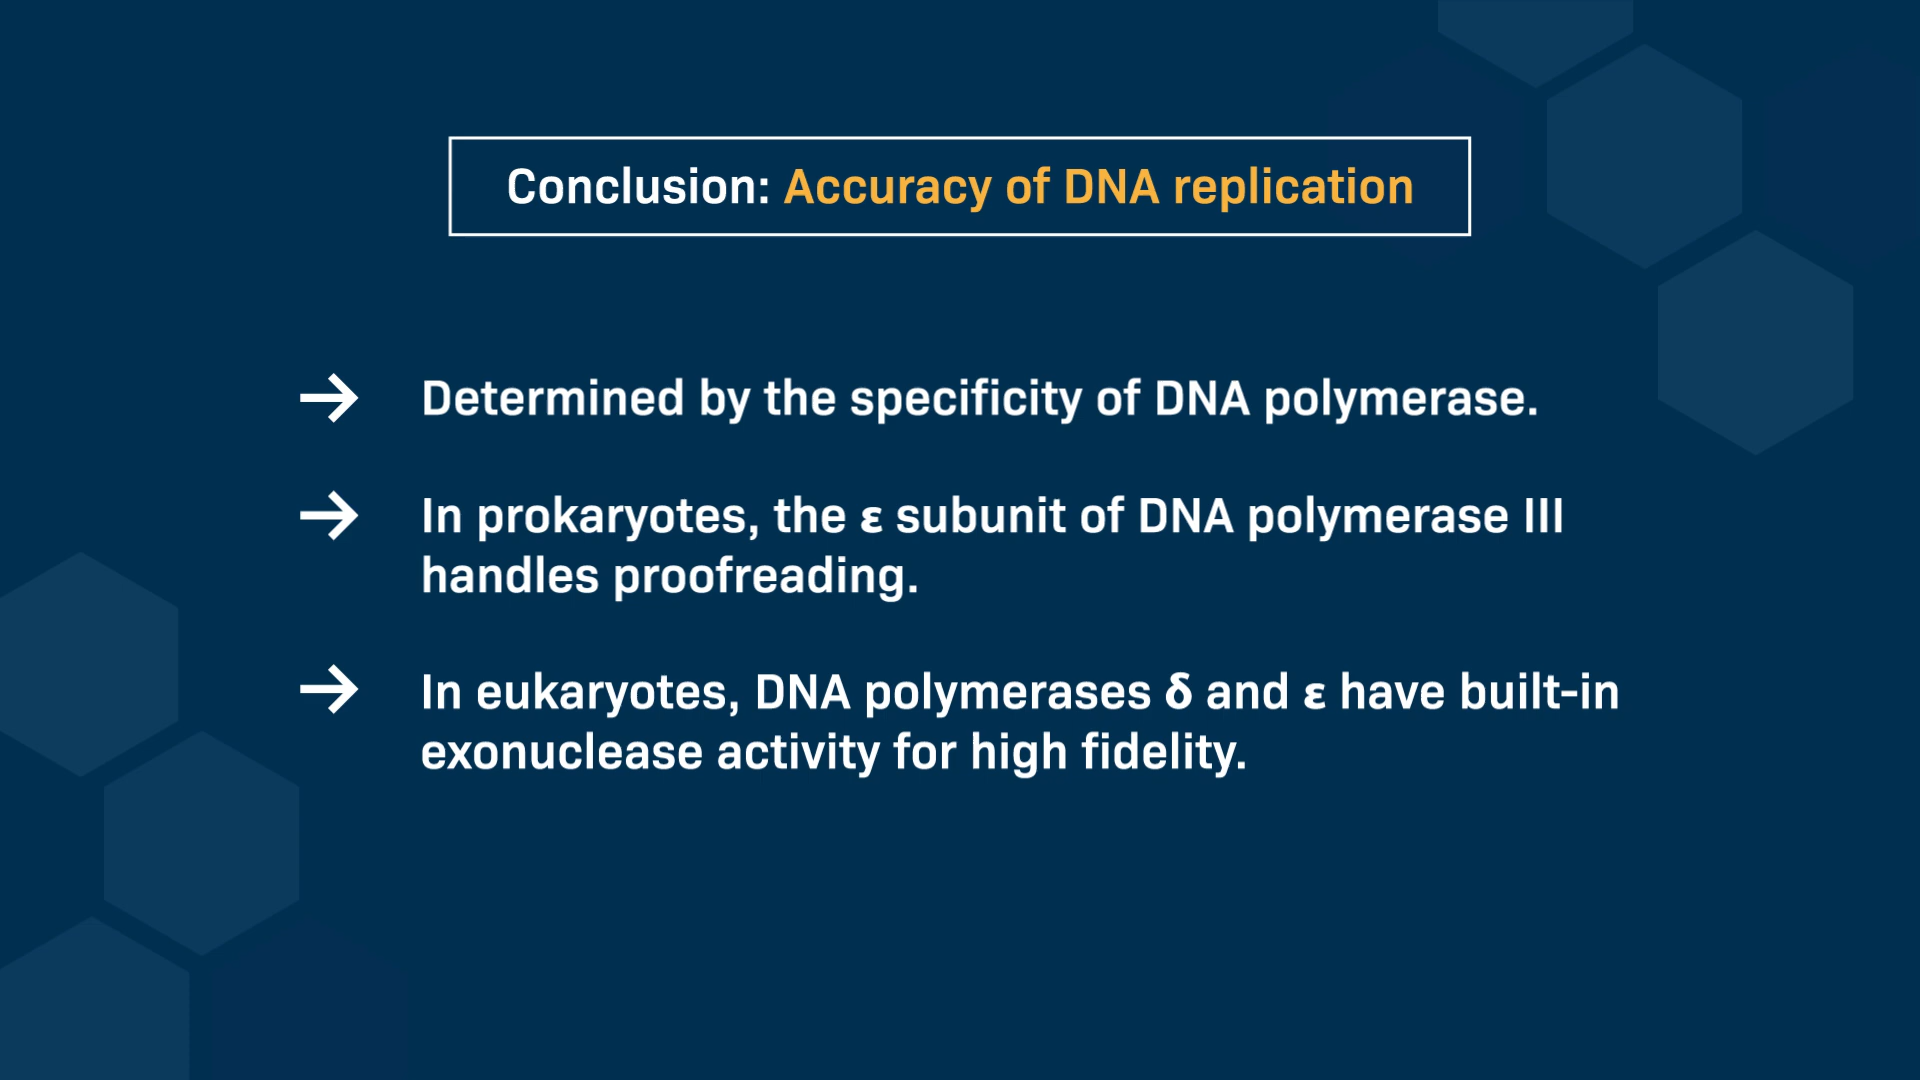 Conclusion: Accuracy of DNA replication
Determined by the specificity of DNA polymerase.
In prokaryotes, the ε subunit of DNA polymerase III
handles proofreading.
In eukaryotes, DNA polymerases δ and ε have built-in
exonuclease activity for high fidelity.